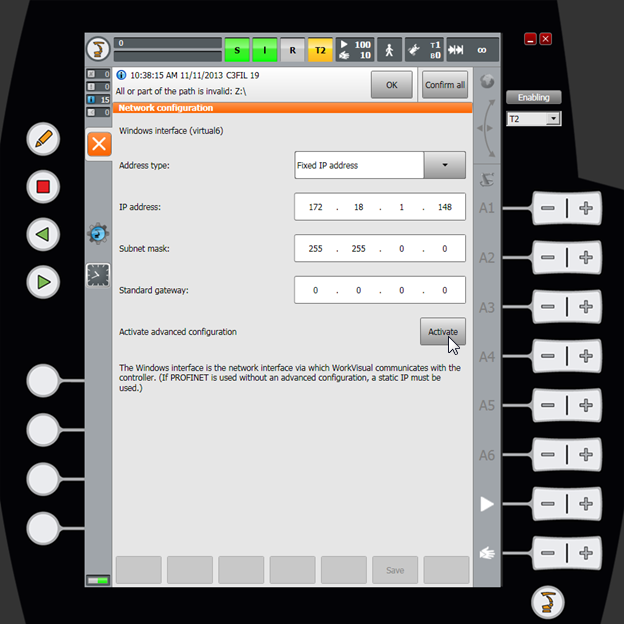 0
S I R T2 100 10 T1 B0 ∞
0
0
15
0
10:38:15 AM 11/11/2013 C3FIL 19
All or part of the path is invalid: Z:\
OK
Confirm all
Network configuration
Enabling
T2
Windows interface (virtual6)
Address type:
Fixed IP address
IP address:
172 . 18 . 1 . 148
Subnet mask:
255 . 255 . 0 . 0
Standard gateway:
0 . 0 . 0 . 0
Activate advanced configuration
Activate
The Windows interface is the network interface via which WorkVisual communicates with the
controller. (If PROFINET is used without an advanced configuration, a static IP must be
used.)
A1
A2
A3
A4
A5
A6
Save